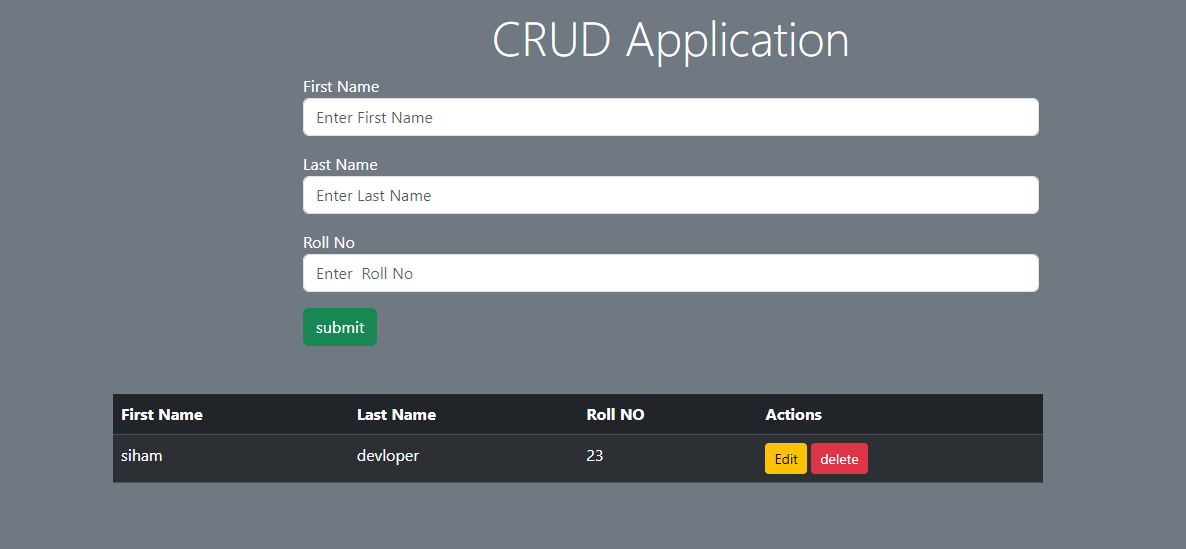 CRUD Application
First Name
Enter First Name
Last Name
Enter Last Name
Roll No
Enter  Roll No
submit
First Name Last Name Roll NO Actions
siham devloper 23 Edit delete